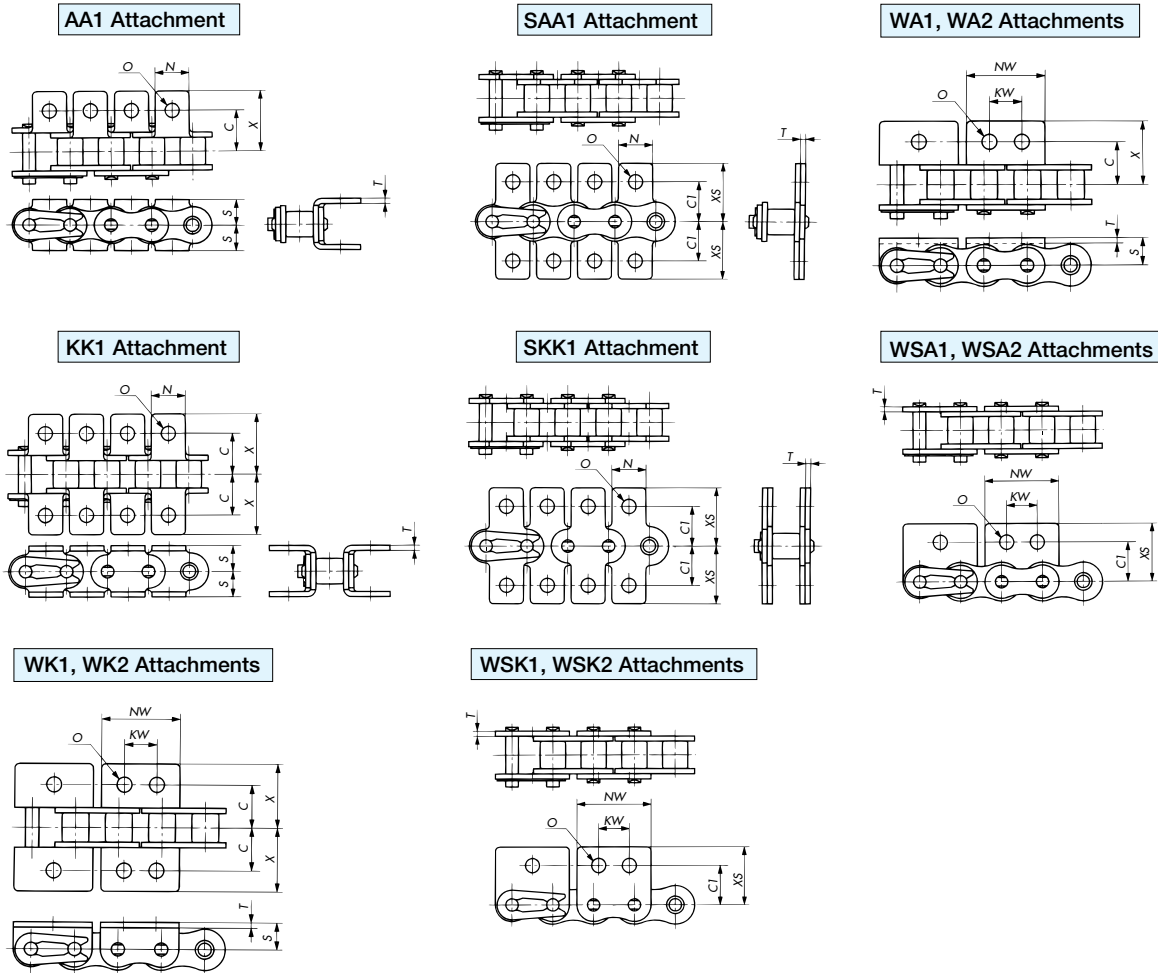 AA1 Attachment
SAA1 Attachment
WA1, WA2 Attachments
O
N
C
X
S
S
T
O
N
C1
C1
XS
XS
T
O
NW
KW
C
X
T
S
KK1 Attachment
SKK1 Attachment
WSA1, WSA2 Attachments
O
N
C
C
X
X
S
S
T
O
N
C1
C1
XS
XS
T
T
O
NW
KW
C1
XS
WK1, WK2 Attachments
WSK1, WSK2 Attachments
O
NW
KW
C
C
X
X
T
S
T
O
NW
KW
C1
XS